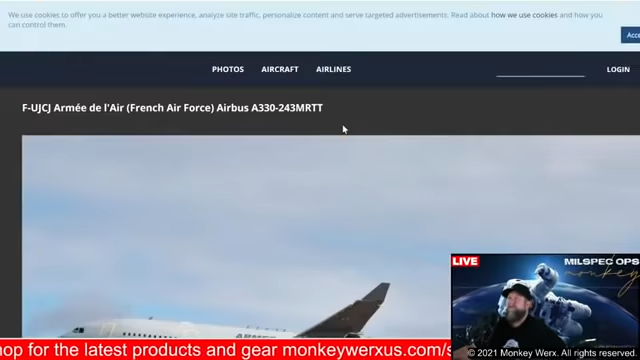 We use cookies to offer you a better website experience, analyze site traffic, personalize content and serve targeted advertisements. Read about how we use cookies and how you
can control them.
Acce
PHOTOS AIRCRAFT AIRLINES LOGIN
F-UJCJ Armée de l'Air (French Air Force) Airbus A330-243MRTT
LIVE
MILSPEC OPS
monkey
hop for the latest products and gear monkeywerxus.com/s
© 2021 Monkey Werx. All rights reserved